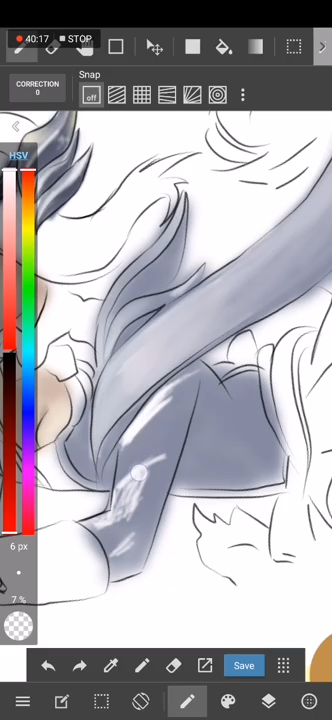 40:17 STOP
CORRECTION
0
Snap
off
HSV
6 px
7 %
Save